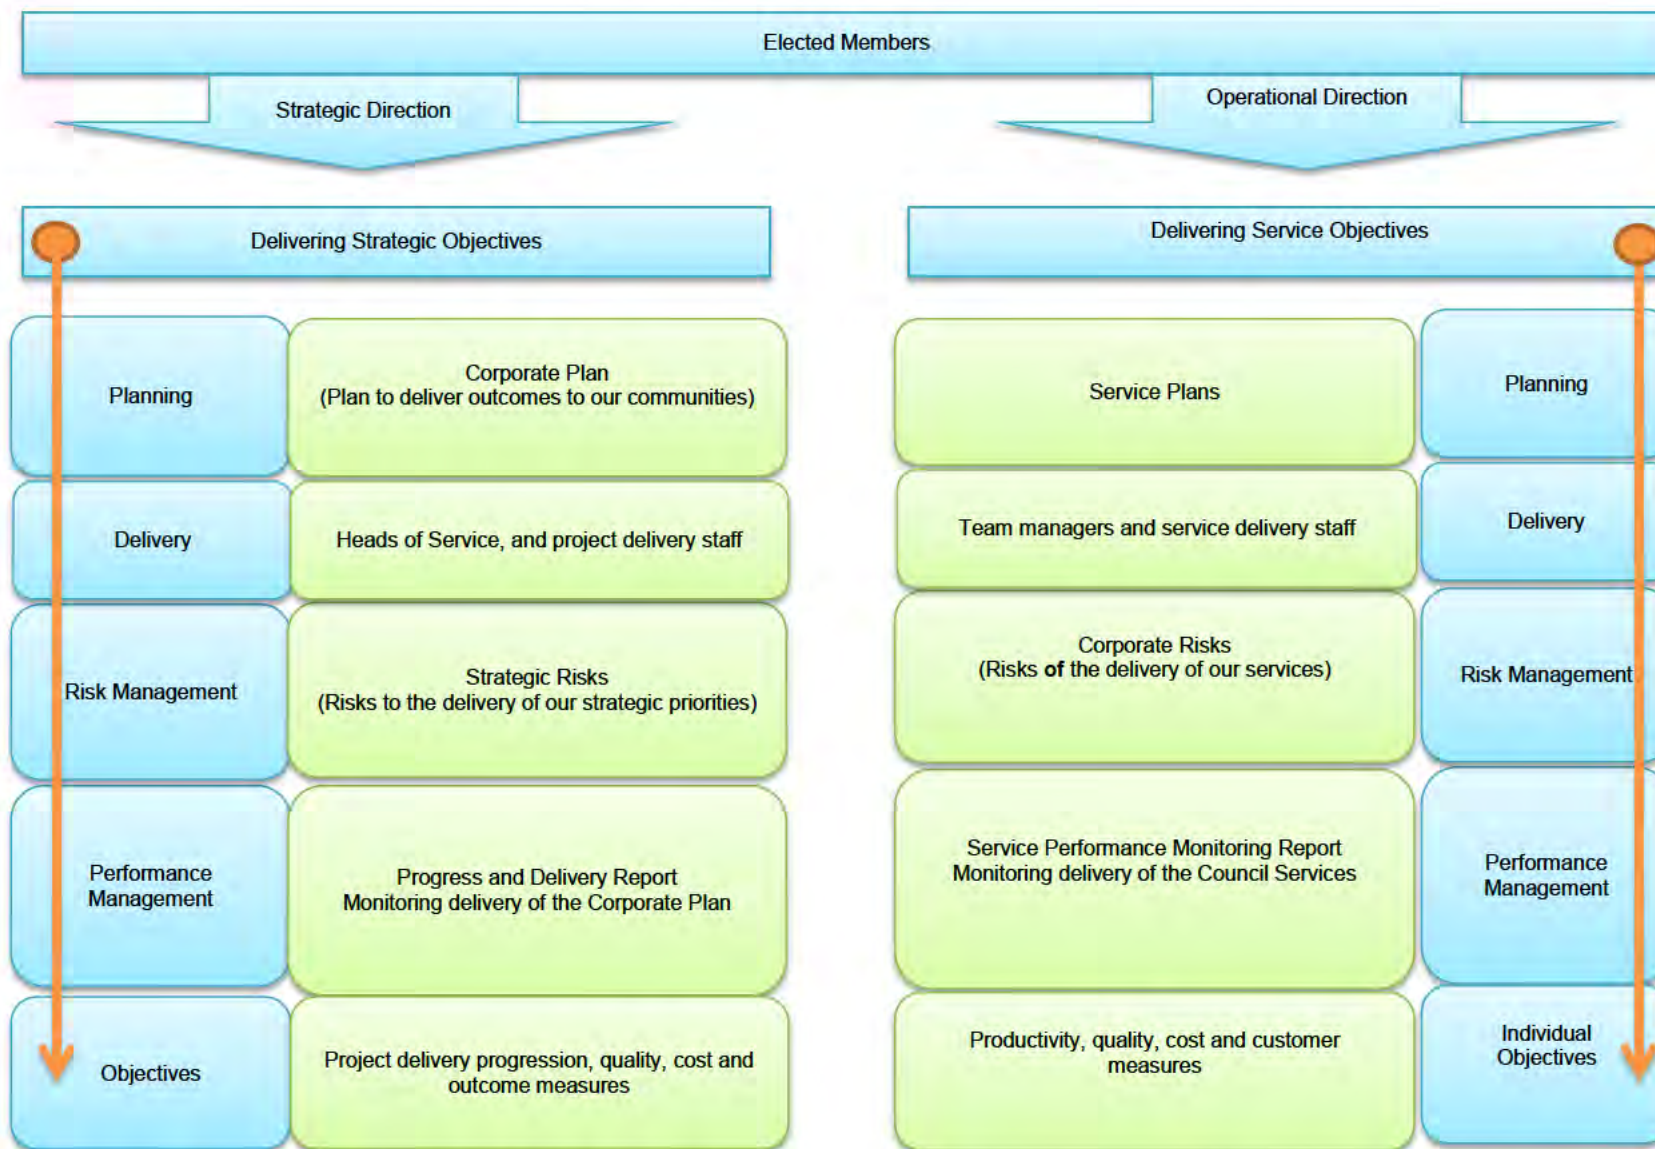 Elected Members
Strategic Direction
Operational Direction
Delivering Strategic Objectives
Delivering Service Objectives
Planning
Corporate Plan
(Plan to deliver outcomes to our communities)
Service Plans
Planning
Delivery
Heads of Service, and project delivery staff
Team managers and service delivery staff
Delivery
Risk Management
Strategic Risks
(Risks to the delivery of our strategic priorities)
Corporate Risks
(Risks of the delivery of our services)
Risk Management
Performance
Management
Progress and Delivery Report
Monitoring delivery of the Corporate Plan
Service Performance Monitoring Report
Monitoring delivery of the Council Services
Performance
Management
Objectives
Project delivery progression, quality, cost and
outcome measures
Productivity, quality, cost and customer
measures
Individual
Objectives